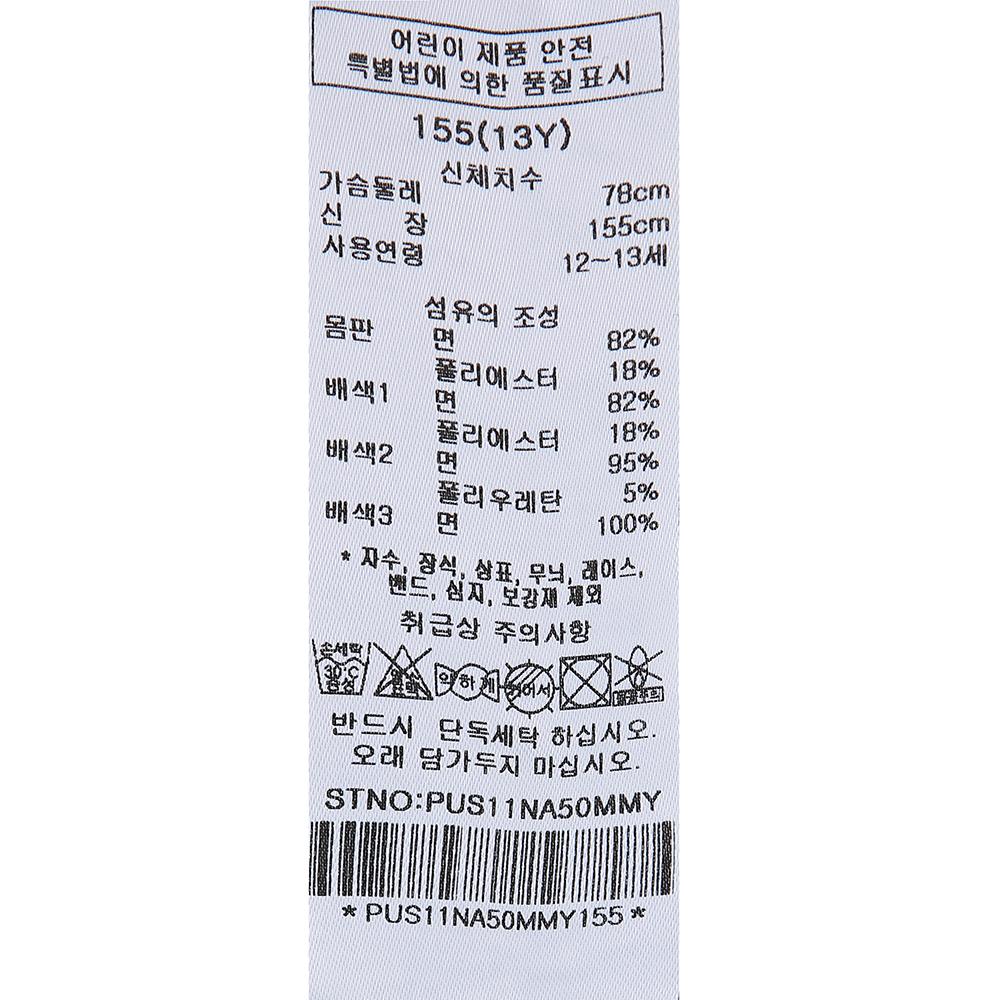 어린이 제품 안전
특별법에 의한 품질표시
155(13Y)
신체치수
가슴둘레 78cm
신 장 155cm
사용연령 12~13세
섬유의 조성
몸판 면 82%
폴리에스터 18%
배색1 면 82%
폴리에스터 18%
배색2 면 95%
폴리우레탄 5%
배색3 면 100%
* 자수, 장식, 상표, 무늬, 레이스,
밴드, 심지, 보강재 제외
취급상 주의사항
손세탁
30°C
중성
약하게
뉘어서
반드시 단독세탁 하십시오.
오래 담가두지 마십시오.
STNO:PUS11NA50MMY
*PUS11NA50MMY155*